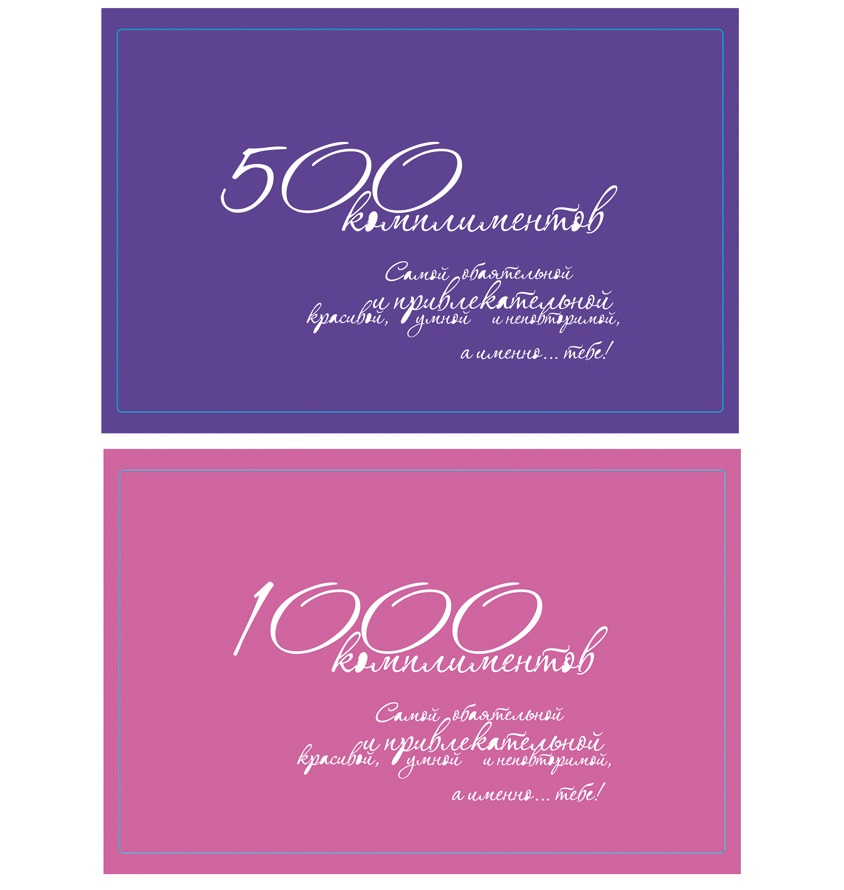 500
комплиментов
Самой обаятельной
и привлекательной
красивой, умной и неповторимой,
а именно... тебе!
1000
комплиментов
Самой обаятельной
и привлекательной
красивой, умной и неповторимой,
а именно... тебе!